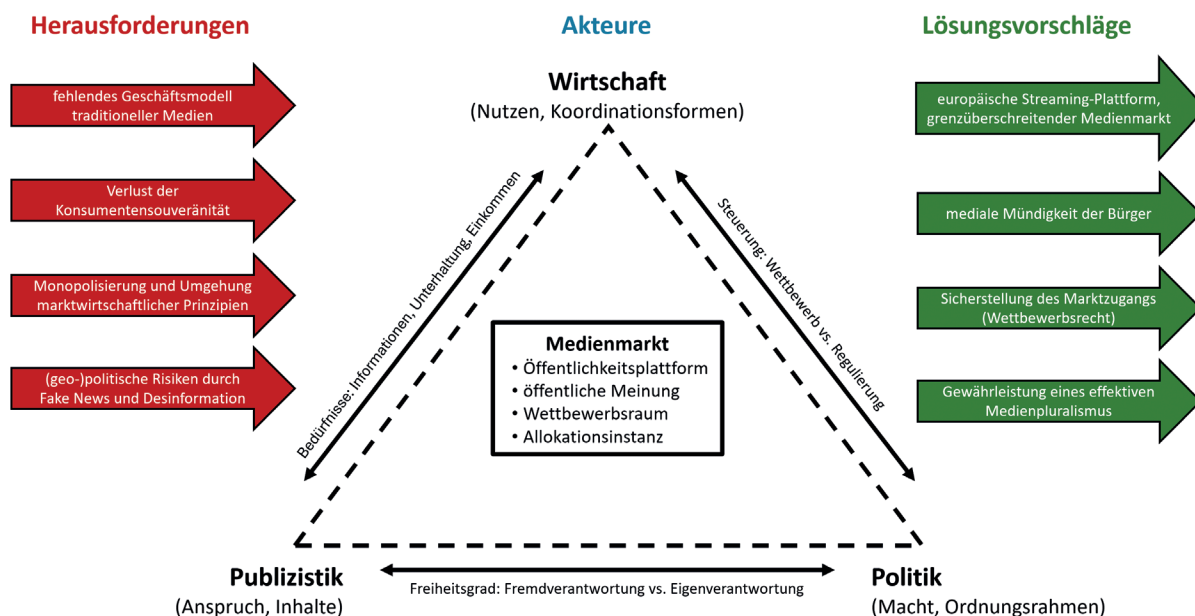 Herausforderungen
Akteure
Lösungsvorschläge
fehlendes Geschäftsmodell
traditioneller Medien
Verlust der
Konsumentensouveränität
Monopolisierung und Umgehung
marktwirtschaftlicher Prinzipien
(geo-)politische Risiken durch
Fake News und Desinformation
Wirtschaft
(Nutzen, Koordinationsformen)
Bedürfnisse: Informationen, Unterhaltung, Einkommen
Steuerung: Wettbewerb vs. Regulierung
Medienmarkt
• Öffentlichkeitsplattform
• öffentliche Meinung
• Wettbewerbsraum
• Allokationsinstanz
Publizistik
(Anspruch, Inhalte)
Freiheitsgrad: Fremdverantwortung vs. Eigenverantwortung
Politik
(Macht, Ordnungsrahmen)
europäische Streaming-Plattform,
grenzüberschreitender Medienmarkt
mediale Mündigkeit der Bürger
Sicherstellung des Marktzugangs
(Wettbewerbsrecht)
Gewährleistung eines effektiven
Medienpluralismus